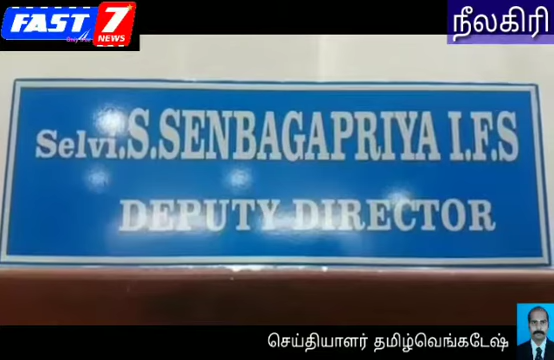 FAST 7
NEWS
நீலகிரி
Selvi.S.SENBAGAPRIYA I.F.S
DEPUTY DIRECTOR
செய்தியாளர் தமிழ்வெங்கடேஷ்